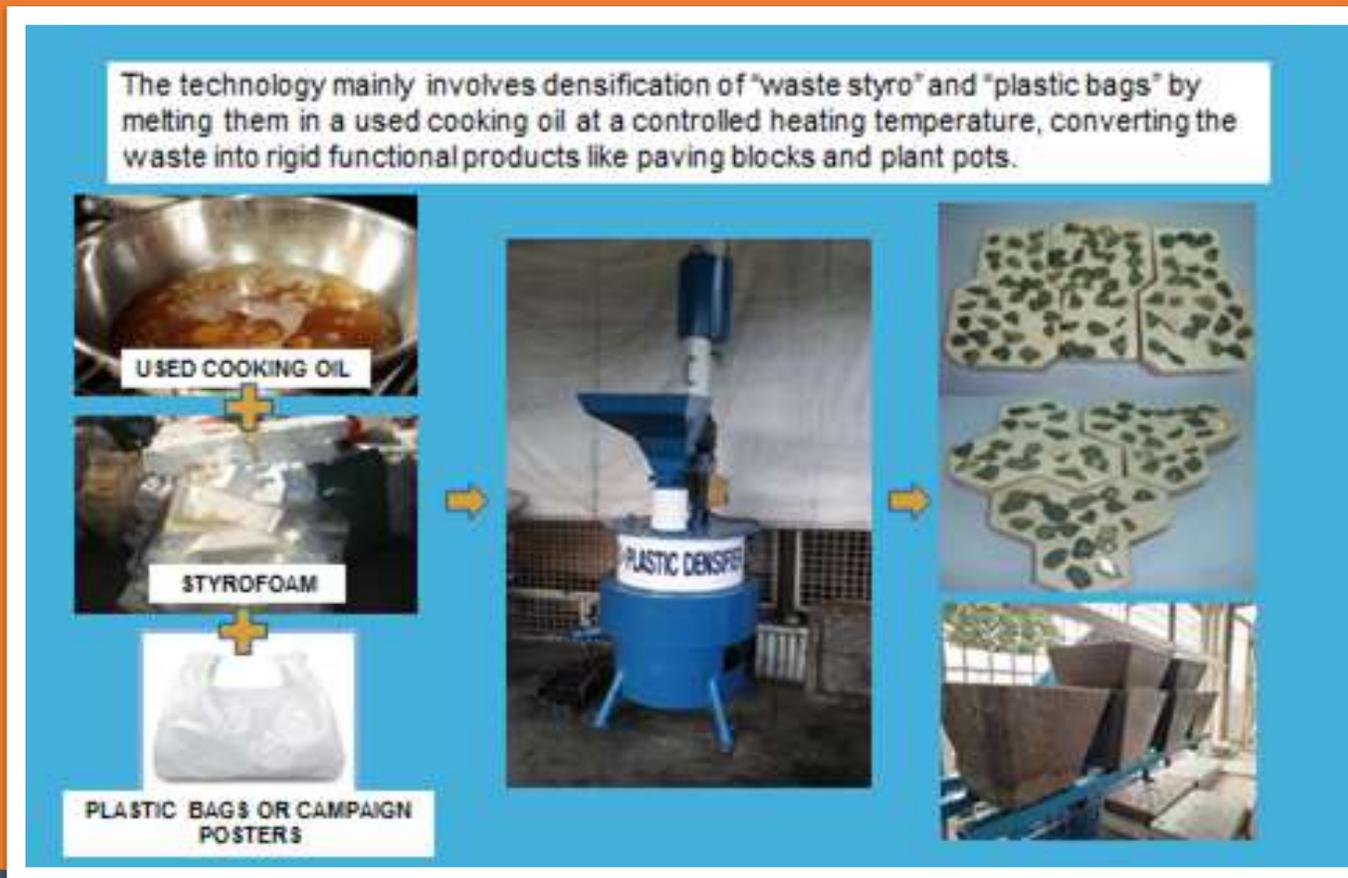 The technology mainly involves densification of "waste styro" and "plastic bags" by
melting them in a used cooking oil at a controlled heating temperature, converting the
waste into rigid functional products like paving blocks and plant pots.
USED COOKING OIL
STYROFOAM
PLASTIC BAGS OR CAMPAIGN
POSTERS
PLASTIC DENSIFIER